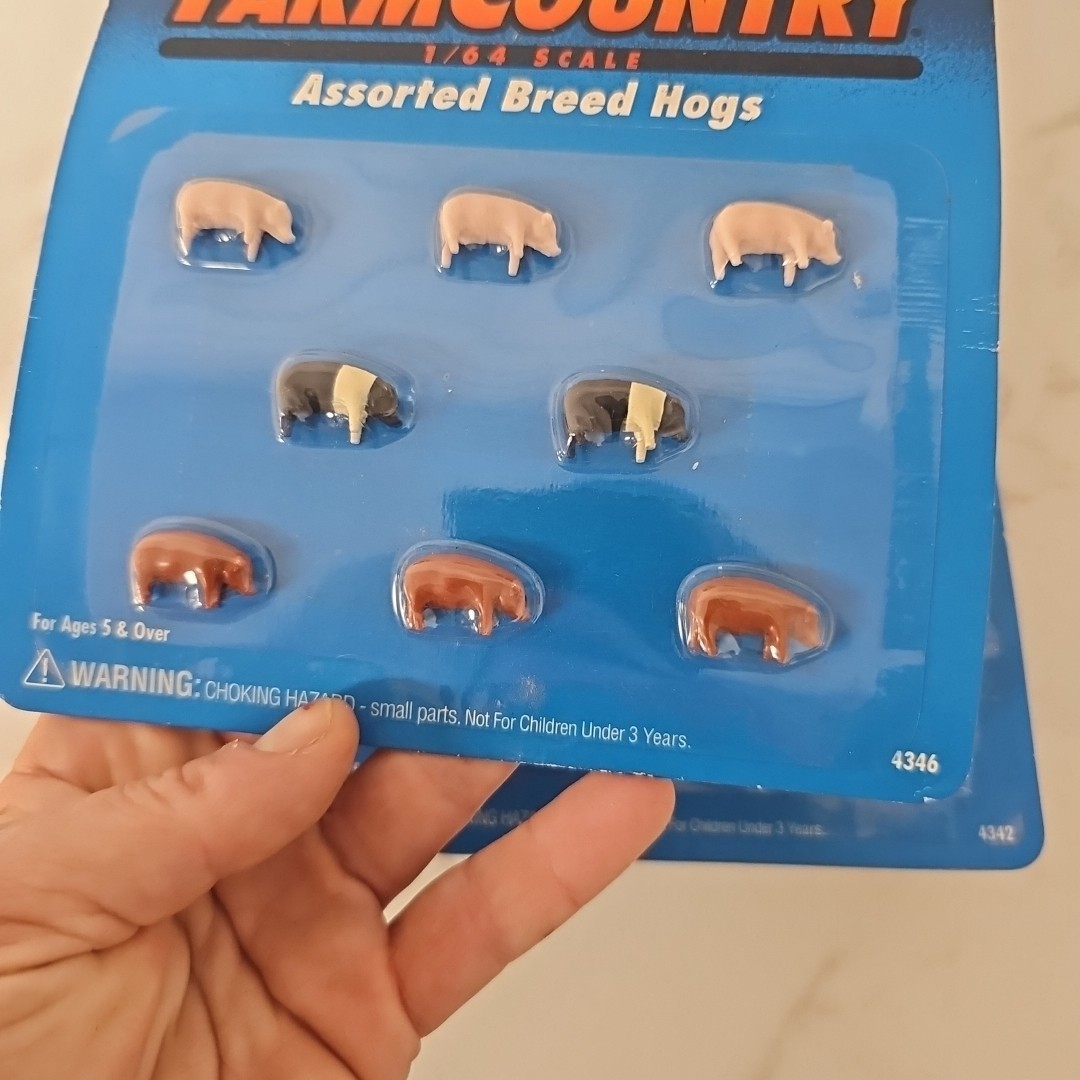 FARMCOUNTRY
1/64 SCALE
Assorted Breed Hogs
For Ages 5 & Over
WARNING: CHOKING HAZARD - small parts. Not For Children Under 3 Years.
4346
For Children Under 3 Years.
4342